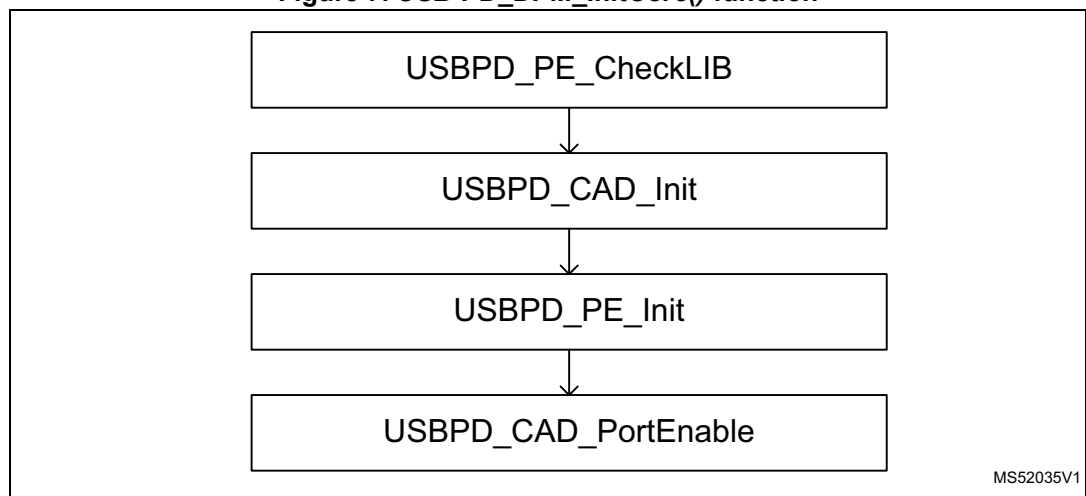 USBPD_PE_CheckLIB
USBPD_CAD_Init
USBPD_PE_Init
USBPD_CAD_PortEnable
MS52035V1